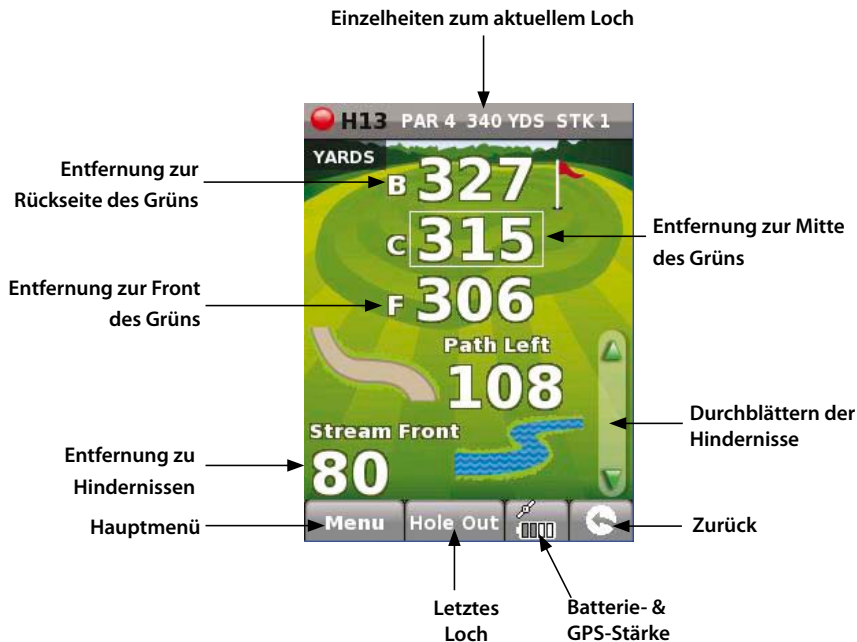 Einzelheiten zum aktuellem Loch
H13 PAR 4 340 YDS STK 1
YARDS
B 327
Entfernung zur
Rückseite des Grüns
C 315
Entfernung zur Mitte
des Grüns
Entfernung zur Front
des Grüns
F 306
Path Left
108
Durchblättern der
Hindernisse
Stream Front
80
Entfernung zu
Hindernissen
Hauptmenü
Menu
Hole Out
Zurück
Letztes
Loch
Batterie- &
GPS-Stärke